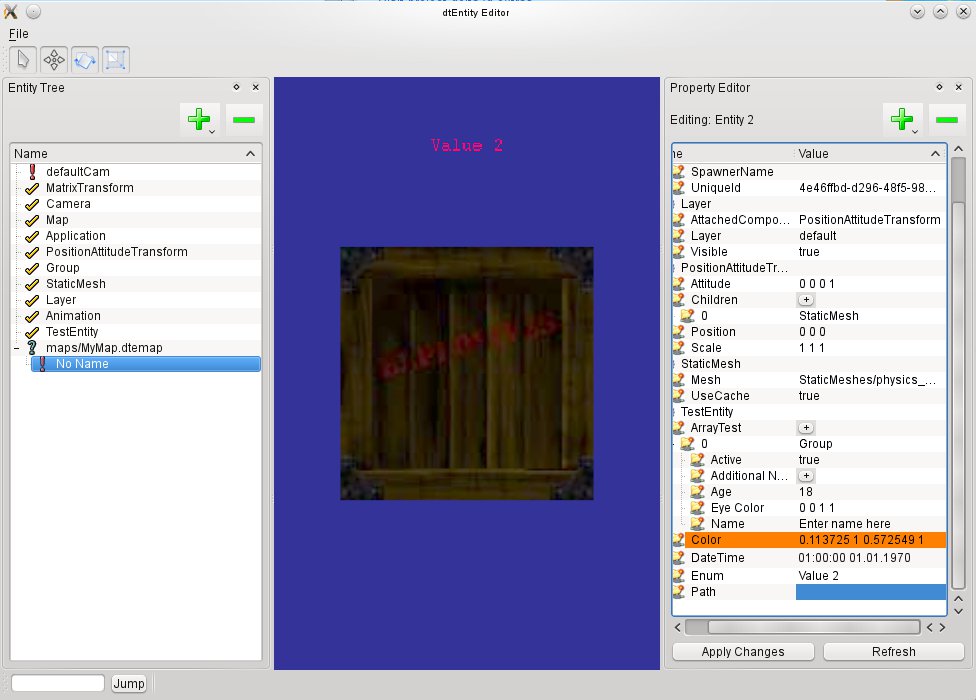 dtEntity Editor
File
Entity Tree
Name
defaultCam
MatrixTransform
Camera
Map
Application
PositionAttitudeTransform
Group
StaticMesh
Layer
Animation
TestEntity
maps/MyMap.dtemap
No Name
Jump
Value 2
Property Editor
Editing: Entity 2
ne Value
SpawnerName
UniqueId 4e46ffbd-d296-48f5-98...
Layer
AttachedCompo... PositionAttitudeTransform
Layer default
Visible true
PositionAttitudeTr...
Attitude 0 0 0 1
Children +
0 StaticMesh
Position 0 0 0
Scale 1 1 1
StaticMesh
Mesh StaticMeshes/physics_...
UseCache true
TestEntity
ArrayTest +
0 Group
Active true
Additional N... +
Age 18
Eye Color 0 0 1 1
Name Enter name here
Color 0.113725 1 0.572549 1
DateTime 01:00:00 01.01.1970
Enum Value 2
Path
Apply Changes Refresh